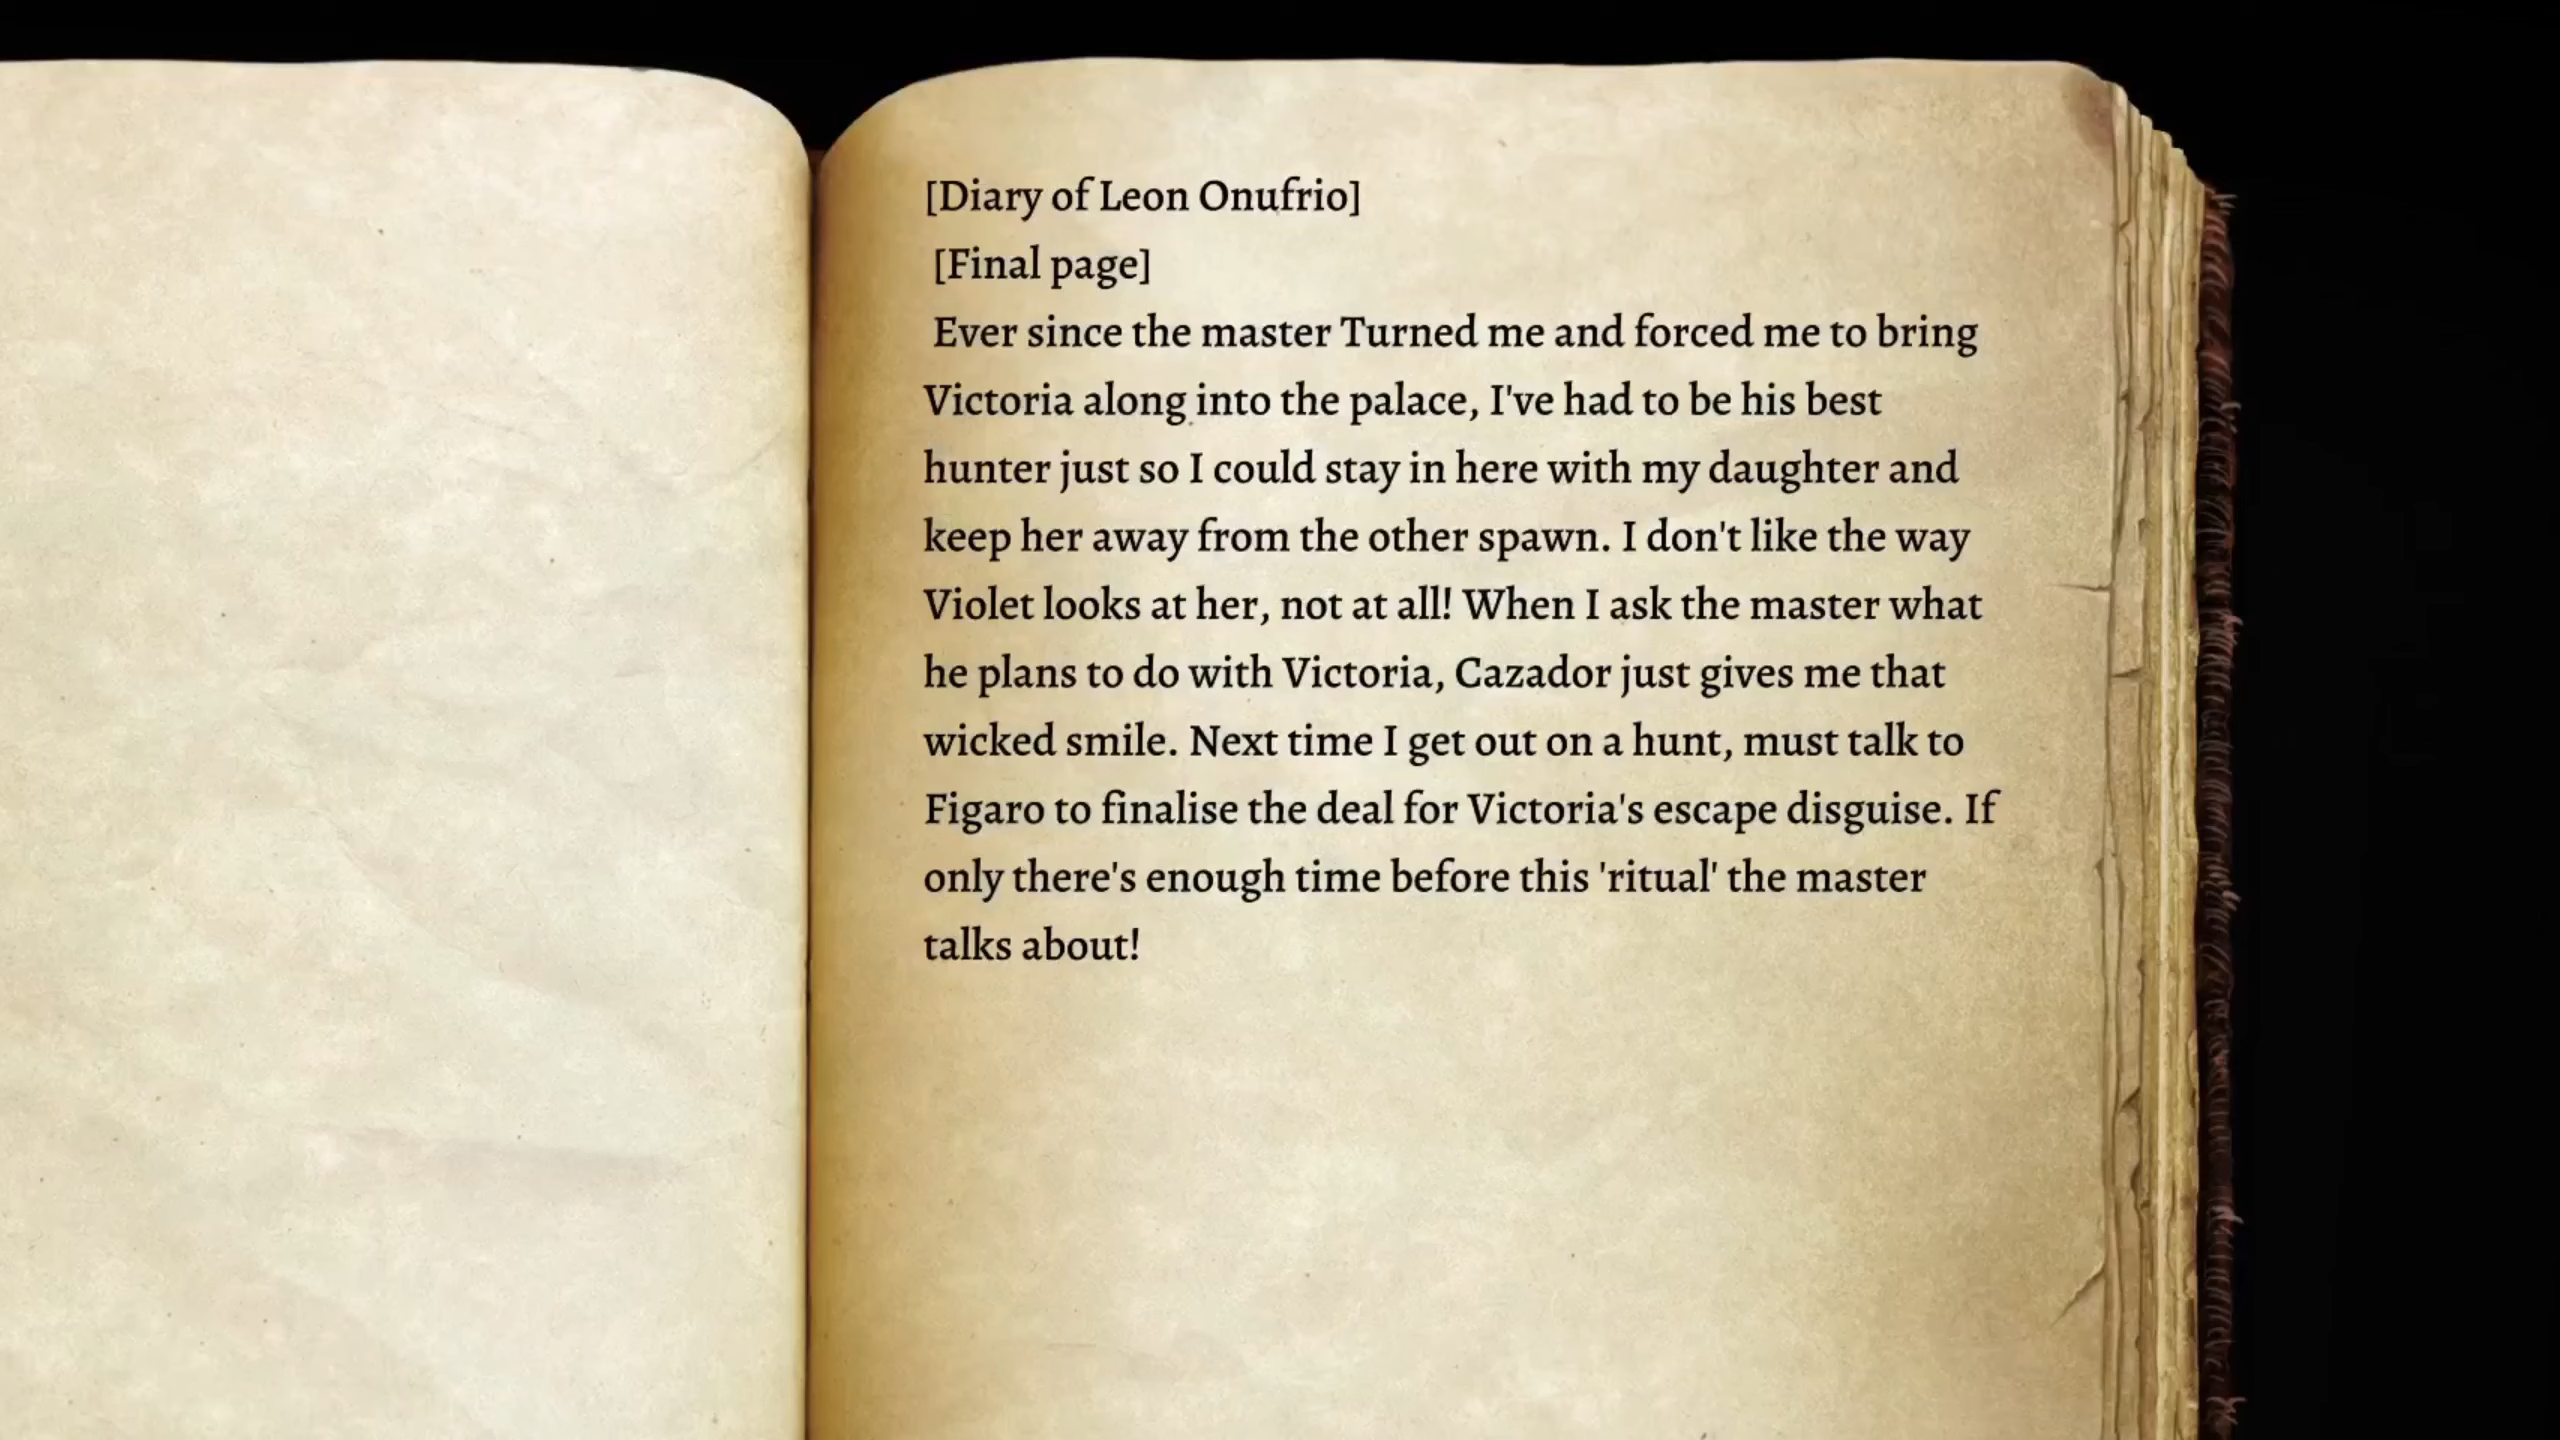 [Diary of Leon Onufrio]
[Final page]
Ever since the master Turned me and forced me to bring
Victoria along into the palace, I've had to be his best
hunter just so I could stay in here with my daughter and
keep her away from the other spawn. I don't like the way
Violet looks at her, not at all! When I ask the master what
he plans to do with Victoria, Cazador just gives me that
wicked smile. Next time I get out on a hunt, must talk to
Figaro to finalise the deal for Victoria's escape disguise. If
only there's enough time before this 'ritual' the master
talks about!